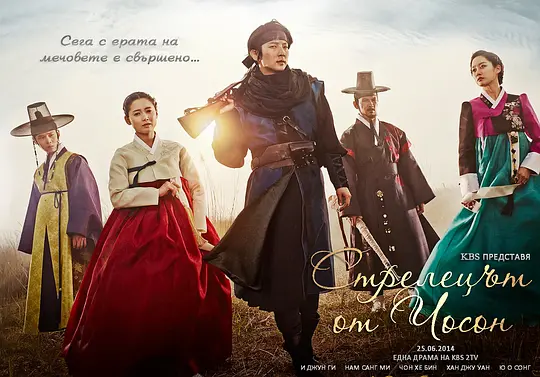 Сега с ерата на
мечовете е свършено...
KBS ПРЕДСТАВЯ
Стрелецът
от Чосон
25.06.2014
ЕДНА ДРАМА НА KBS 2TV
И ДЖУН ГИ НАМ САНГ МИ ЧОН ХЕ БИН ХАН ДЖУ УАН Ю О СОНГ